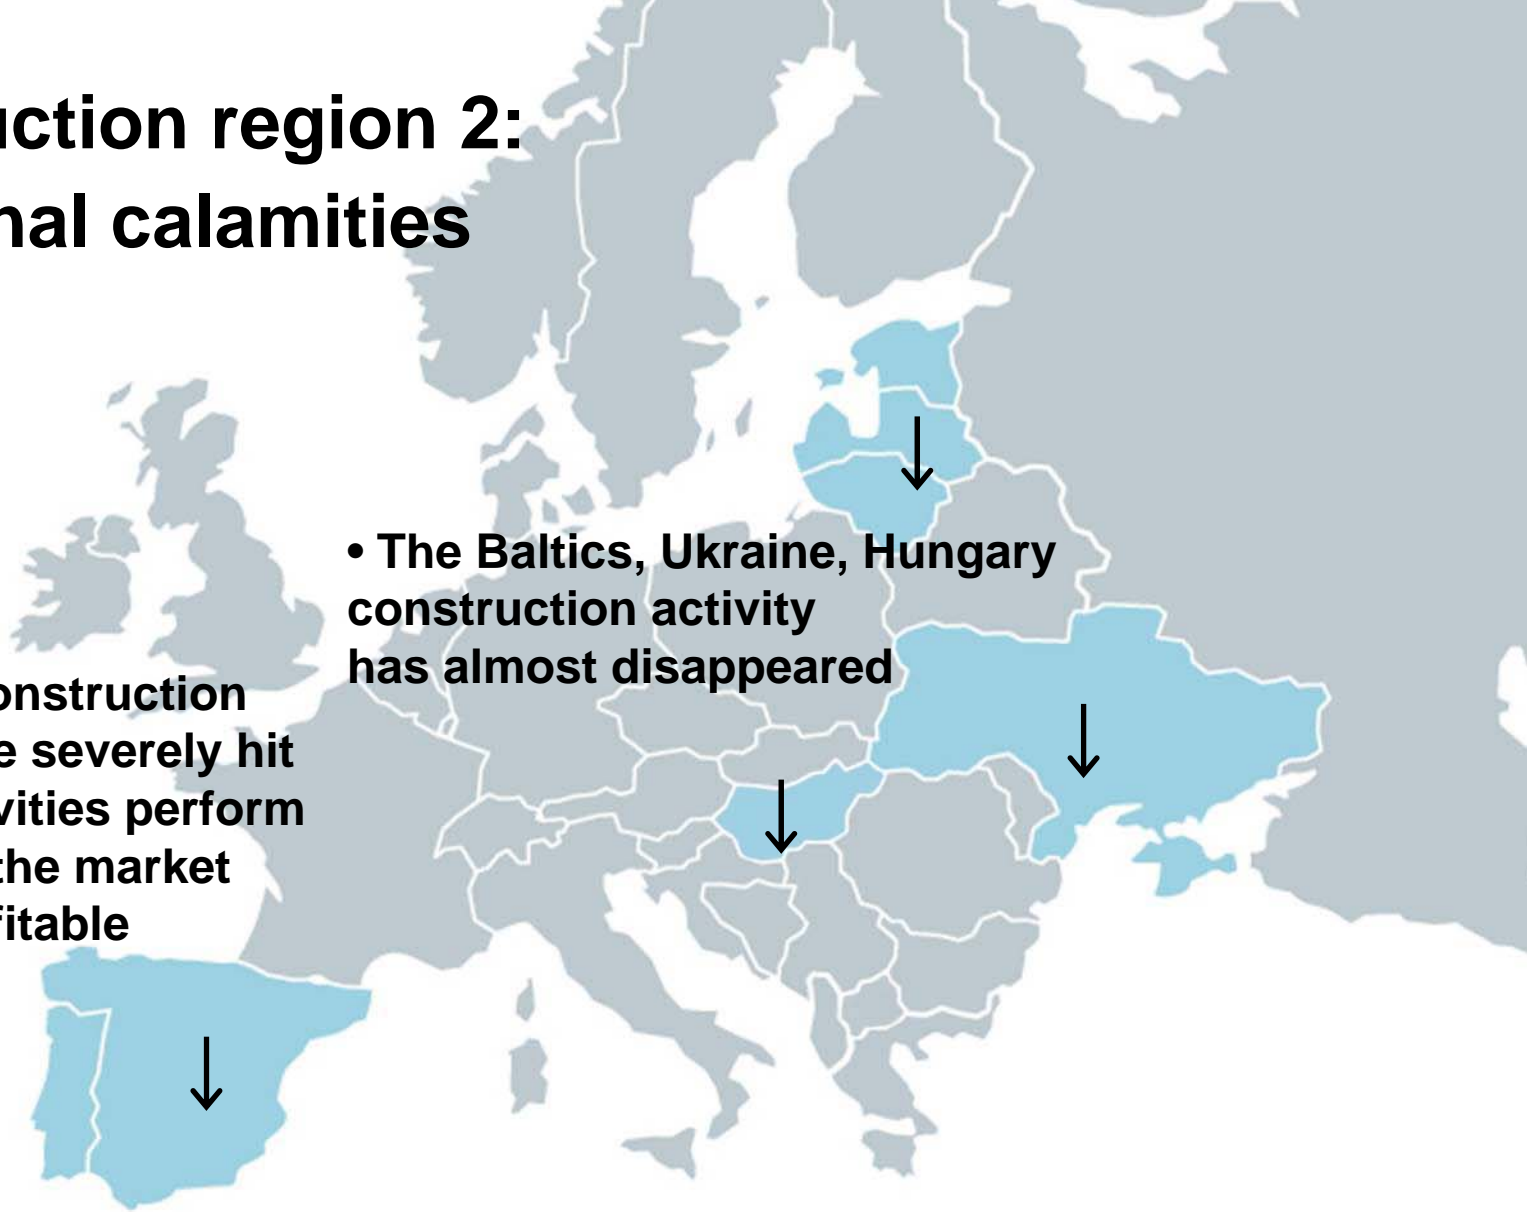 uction region 2:
nal calamities
• The Baltics, Ukraine, Hungary
construction activity
has almost disappeared
onstruction
e severely hit
vities perform
the market
fitable